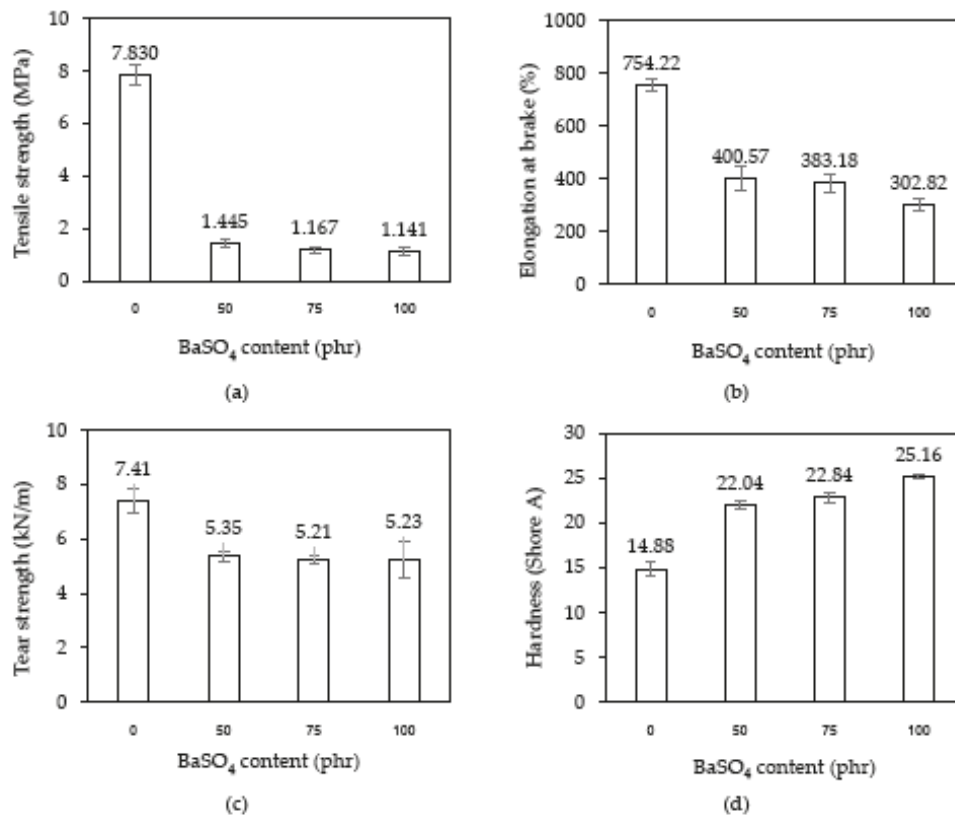 Tensile strength (MPa)
10
8
6
4
2
0
7.830
1.445
1.167
1.141
0 50 75 100
BaSO₄ content (phr)
(a)
Elongation at brake (%)
1000
800
600
400
200
0
754.22
400.57
383.18
302.82
0 50 75 100
BaSO₄ content (phr)
(b)
Tear strength (kN/m)
10
8
6
4
2
0
7.41
5.35
5.21
5.23
0 50 75 100
BaSO₄ content (phr)
(c)
Hardness (Shore A)
30
25
20
15
10
5
0
14.88
22.04
22.84
25.16
0 50 75 100
BaSO₄ content (phr)
(d)